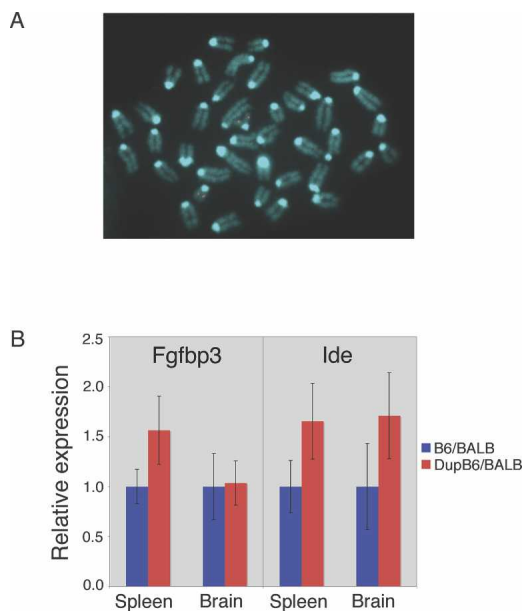 A
B
Fgfbp3 Ide
2.5
2.0
1.5
1.0
0.5
0.0
Relative expression
B6/BALB
DupB6/BALB
Spleen Brain Spleen Brain